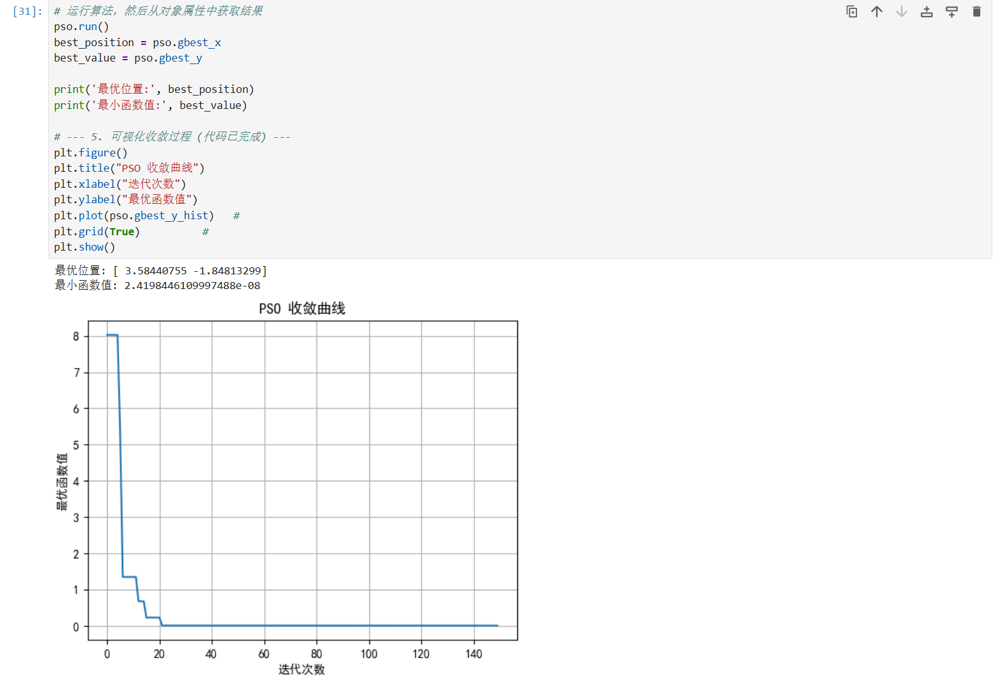 [31]:
# 运行算法，然后从对象属性中获取结果
pso.run()
best_position = pso.gbest_x
best_value = pso.gbest_y
print('最优位置:', best_position)
print('最小函数值:', best_value)
# --- 5. 可视化收敛过程 (代码已完成) ---
plt.figure()
plt.title("PSO 收敛曲线")
plt.xlabel("迭代次数")
plt.ylabel("最优函数值")
plt.plot(pso.gbest_y_hist)   #
plt.grid(True)           #
plt.show()
最优位置: [ 3.58440755 -1.84813299]
最小函数值: 2.4198446109997488e-08
PSO 收敛曲线
8
7
6
5
4
3
2
1
0
最优函数值
0 20 40 60 80 100 120 140
迭代次数